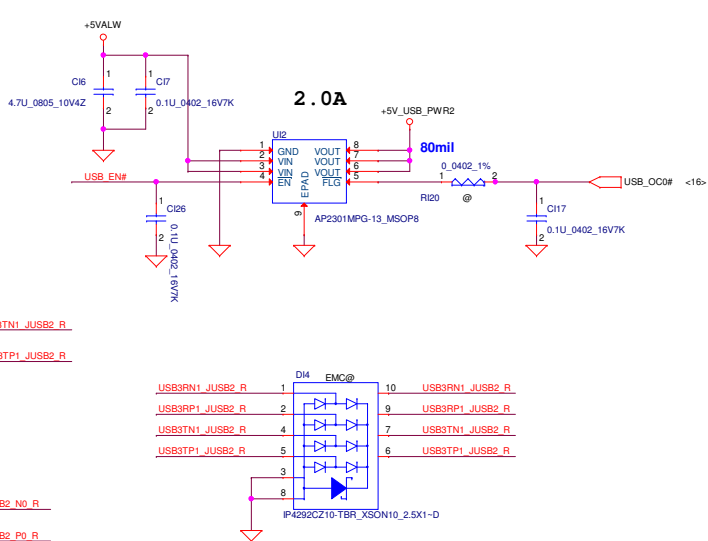 +5VALW
CI6
1
CI7
1
4.7U_0805_10V4Z
2
0.1U_0402_16V7K
2
2.0A
+5V_USB_PWR2
UI2
80mil
1
GND
VOUT
8
2
VIN
VOUT
7
3
VIN
VOUT
6
4
EN
FLG
5
EPAD
9
AP2301MPG-13_MSOP8
USB_EN#
1
CI26
2
0.1U_0402_16V7K
0_0402_1%
1
2
RI20
@
USB_OC0#
<16>
1
CI17
2
0.1U_0402_16V7K
TN1_JUSB2_R
TP1_JUSB2_R
DI4
EMC@
USB3RN1_JUSB2_R
1
10
USB3RN1_JUSB2_R
USB3RP1_JUSB2_R
2
9
USB3RP1_JUSB2_R
USB3TN1_JUSB2_R
4
7
USB3TN1_JUSB2_R
USB3TP1_JUSB2_R
5
6
USB3TP1_JUSB2_R
3
8
IP4292CZ10-TBR_XSON10_2.5X1~D
B2_N0_R
B2_P0_R